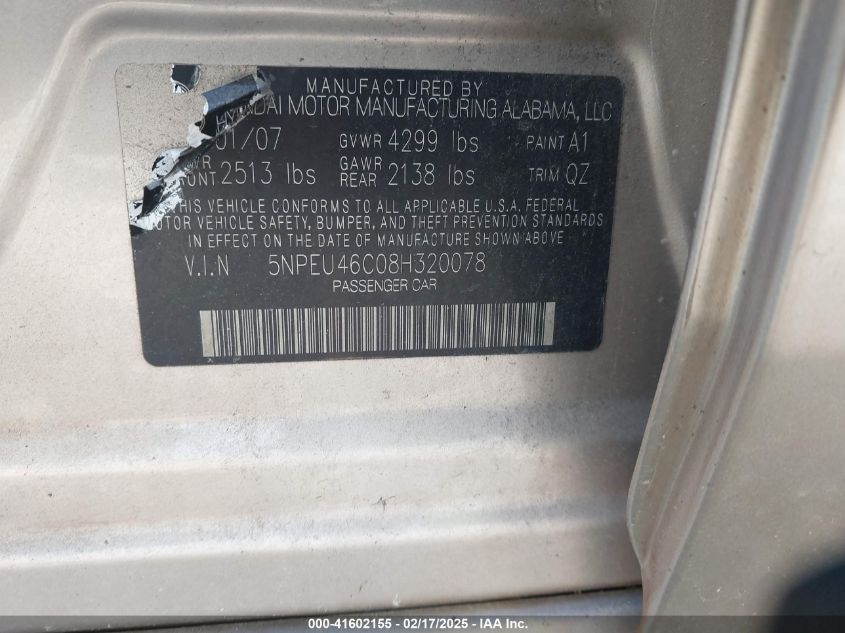 MANUFACTURED BY
HYUNDAI MOTOR MANUFACTURING ALABAMA, LLC
01/07 GVWR 4299 lbs PAINT A1
GAWR
2513 lbs REAR 2138 lbs TRIM QZ
THIS VEHICLE CONFORMS TO ALL APPLICABLE U.S.A. FEDERAL
MOTOR VEHICLE SAFETY, BUMPER, AND THEFT PREVENTION STANDARDS
IN EFFECT ON THE DATE OF MANUFACTURE SHOWN ABOVE
V.I.N 5NPEU46C08H320078
PASSENGER CAR
000-41602155 - 02/17/2025 - IAA Inc.